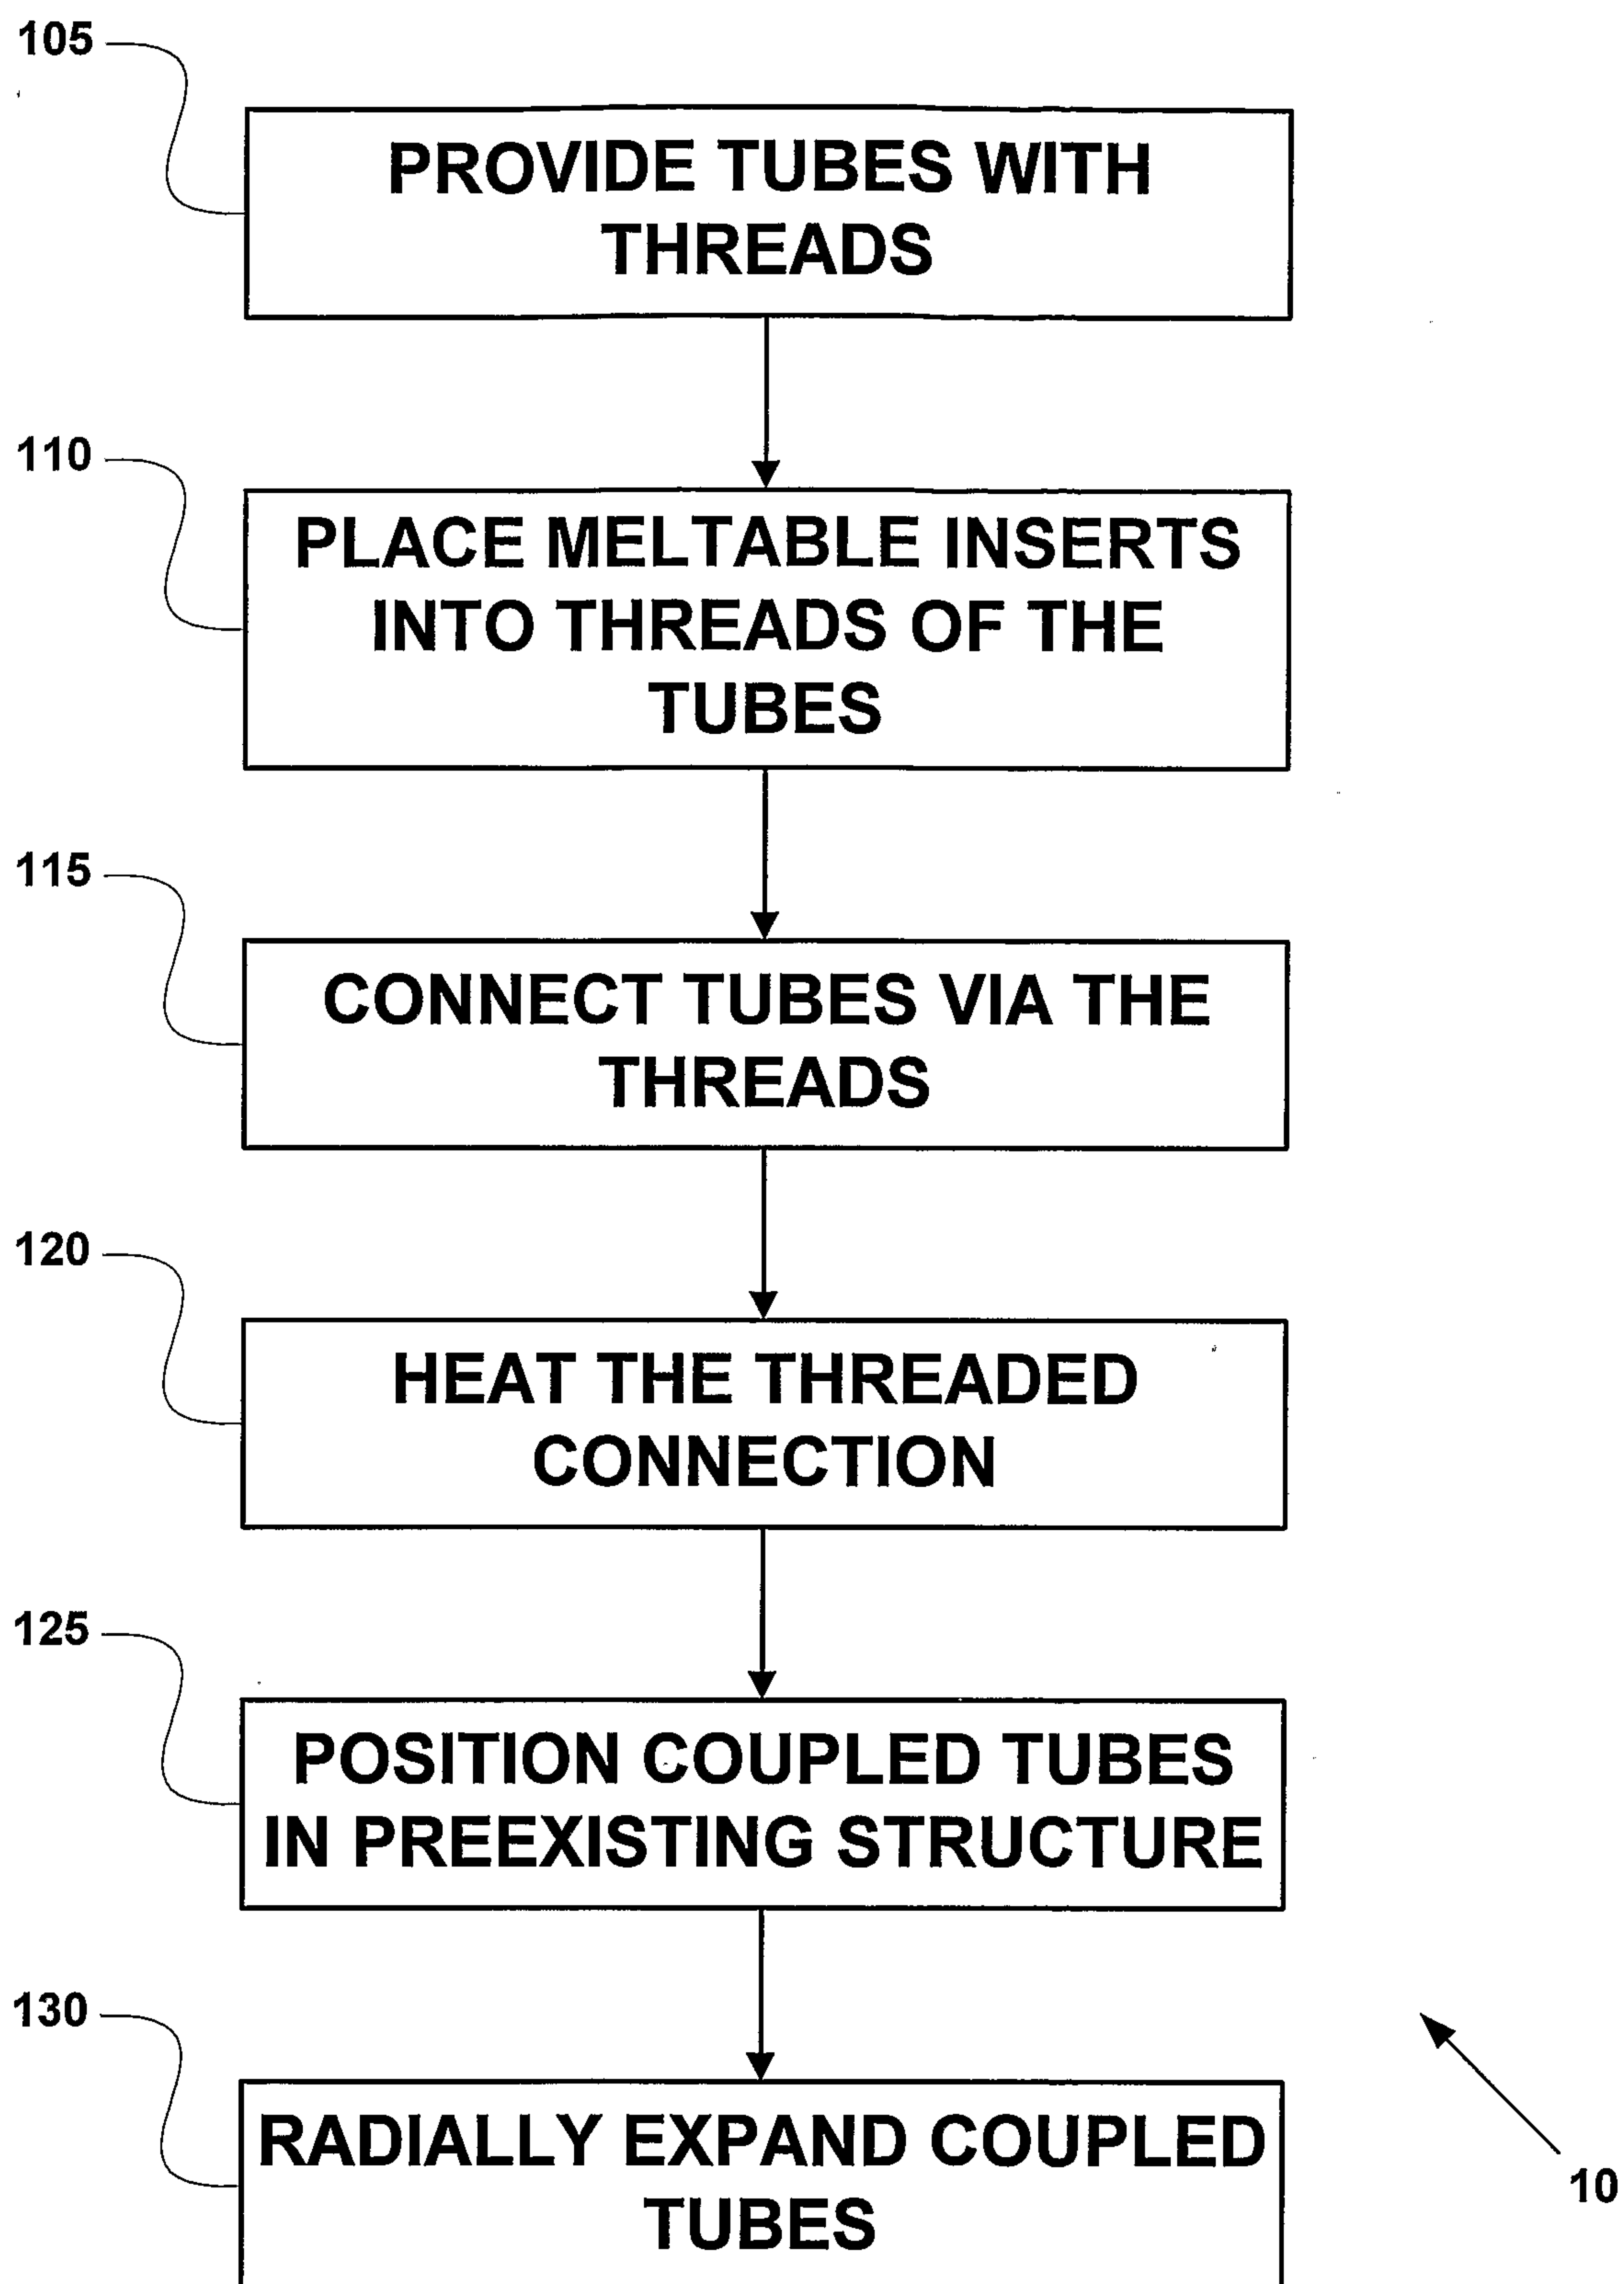 105
PROVIDE TUBES WITH
THREADS
110
PLACE MELTABLE INSERTS
INTO THREADS OF THE
TUBES
115
CONNECT TUBES VIA THE
THREADS
120
HEAT THE THREADED
CONNECTION
125
POSITION COUPLED TUBES
IN PREEXISTING STRUCTURE
130
RADIALLY EXPAND COUPLED
TUBES
10